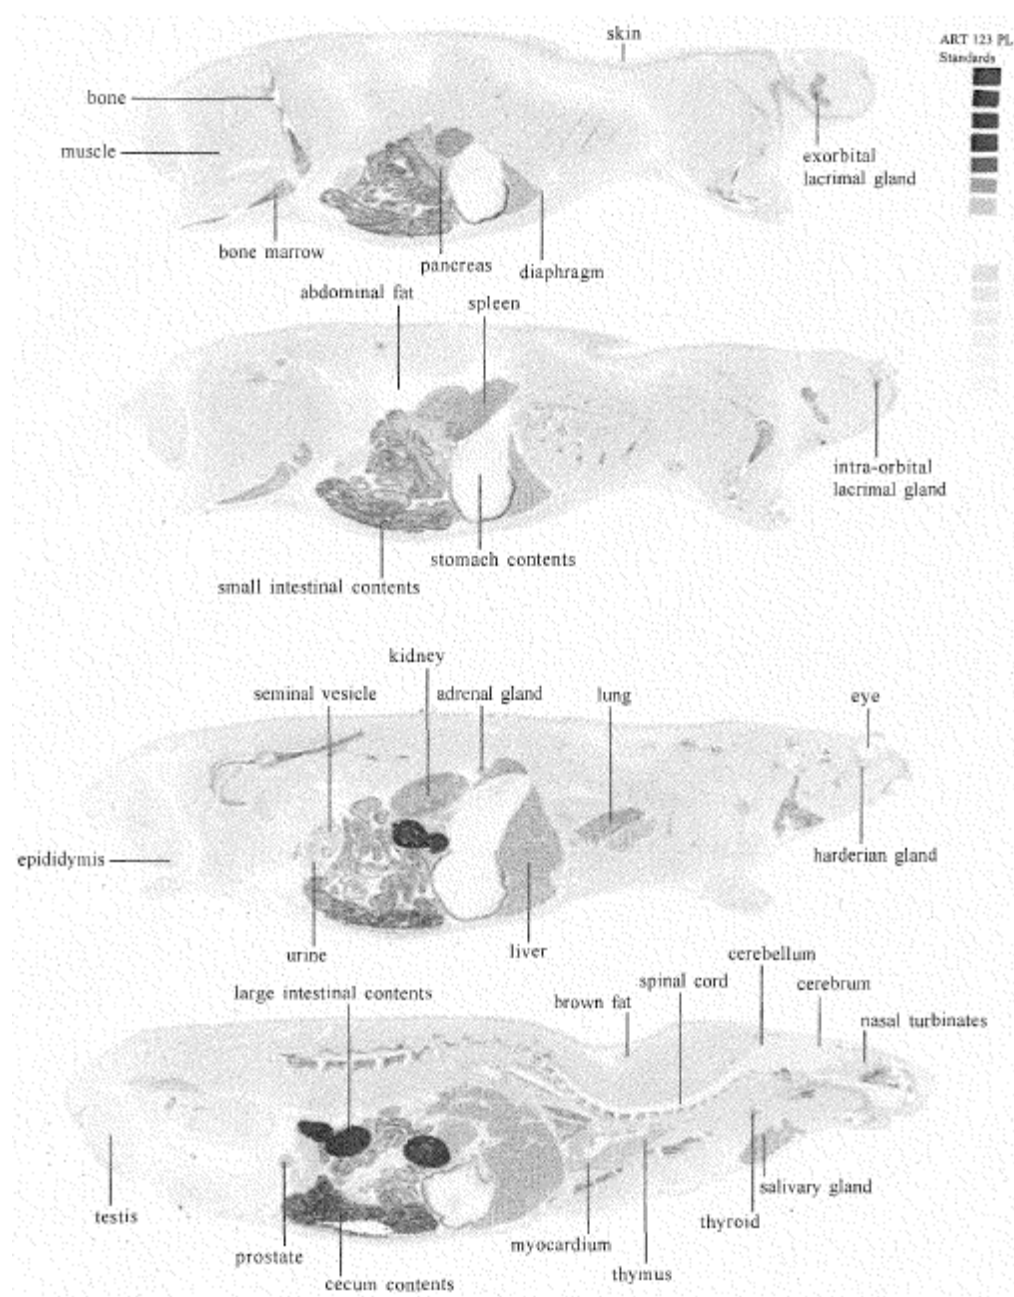 skin
ART 123 PL
Standards
bone
muscle
exorbital
lacrimal gland
bone marrow
pancreas
diaphragm
abdominal fat
spleen
intra-orbital
lacrimal gland
stomach contents
small intestinal contents
kidney
seminal vesicle
adrenal gland
lung
eye
epididymis
harderian gland
urine
liver
cerebellum
spinal cord
cerebrum
large intestinal contents
brown fat
nasal turbinates
salivary gland
testis
thyroid
prostate
myocardium
thymus
cecum contents